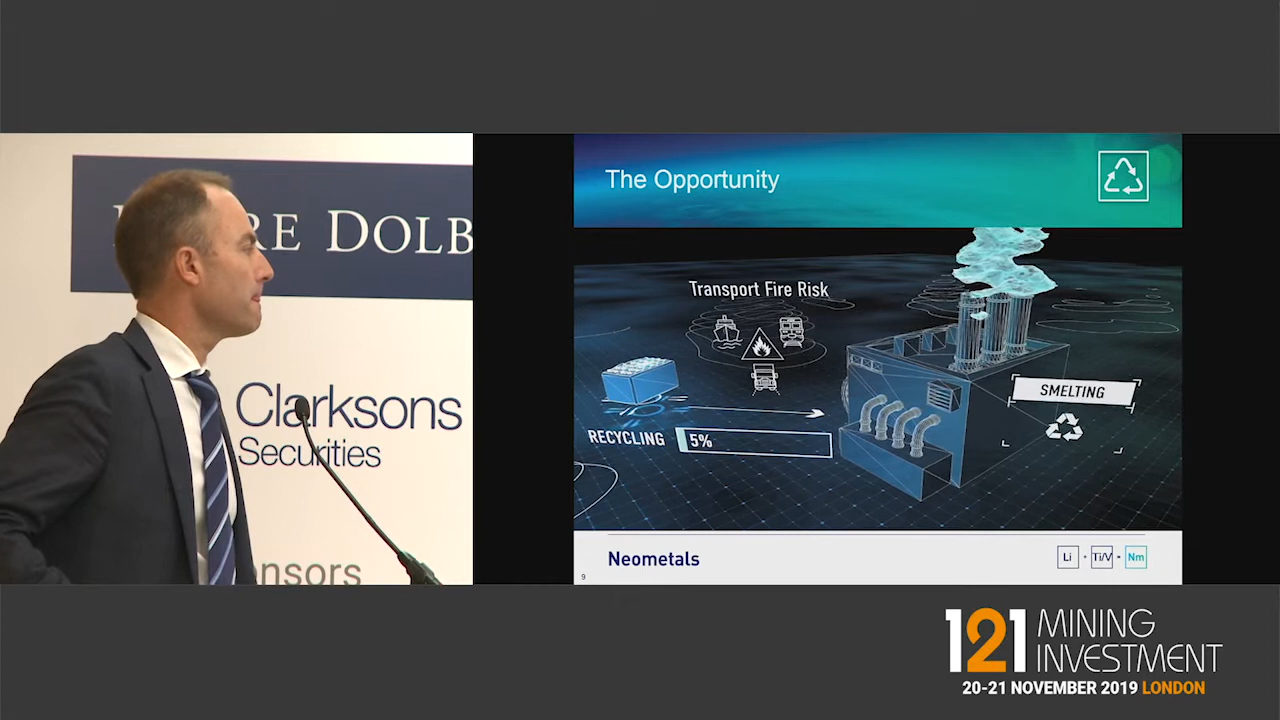 RE DOLB
Clarksons
Securities
nsors
The Opportunity
Transport Fire Risk
SMELTING
RECYCLING 5%
Neometals
Li + Ti/V = Nm
9
121 MINING
INVESTMENT
20-21 NOVEMBER 2019 LONDON